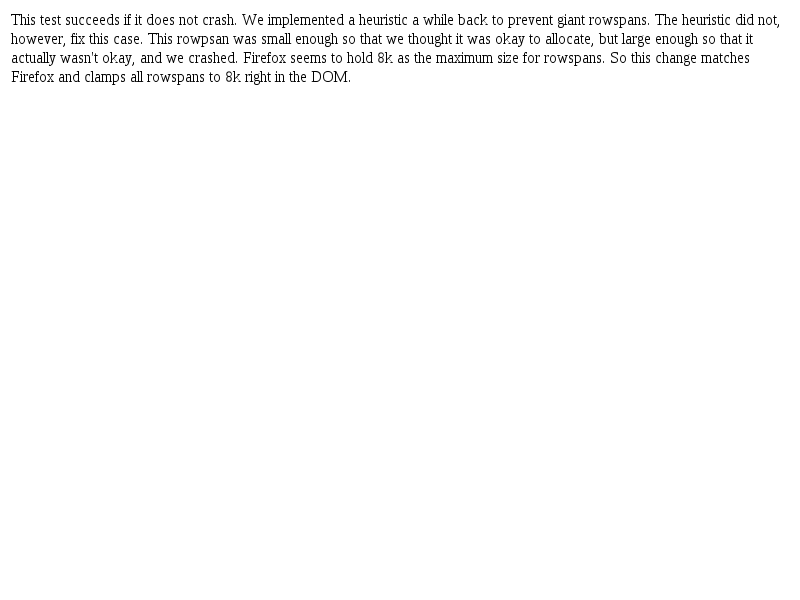 This test succeeds if it does not crash. We implemented a heuristic a while back to prevent giant rowspans. The heuristic did not,
however, fix this case. This rowpsan was small enough so that we thought it was okay to allocate, but large enough so that it
actually wasn't okay, and we crashed. Firefox seems to hold 8k as the maximum size for rowspans. So this change matches
Firefox and clamps all rowspans to 8k right in the DOM.